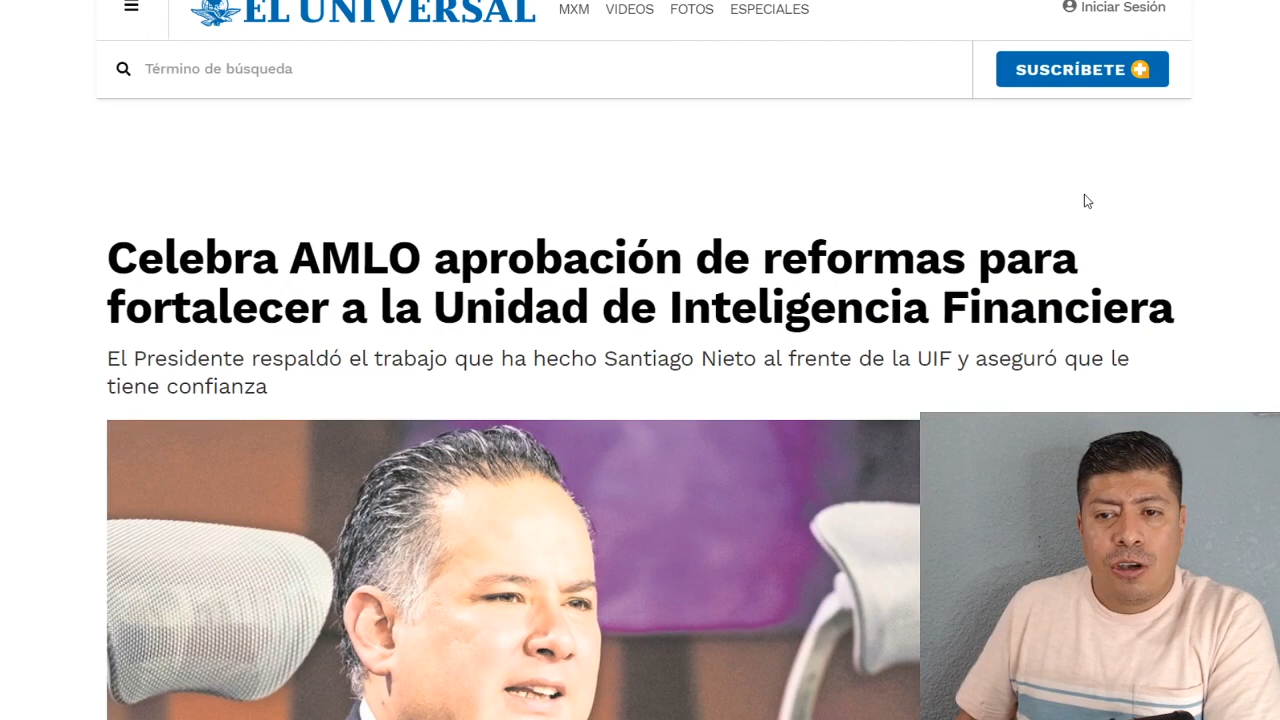 EL UNIVERSAL MXM VIDEOS FOTOS ESPECIALES Iniciar Sesión
Término de búsqueda SUSCRÍBETE
Celebra AMLO aprobación de reformas para
fortalecer a la Unidad de Inteligencia Financiera
El Presidente respaldó el trabajo que ha hecho Santiago Nieto al frente de la UIF y aseguró que le
tiene confianza